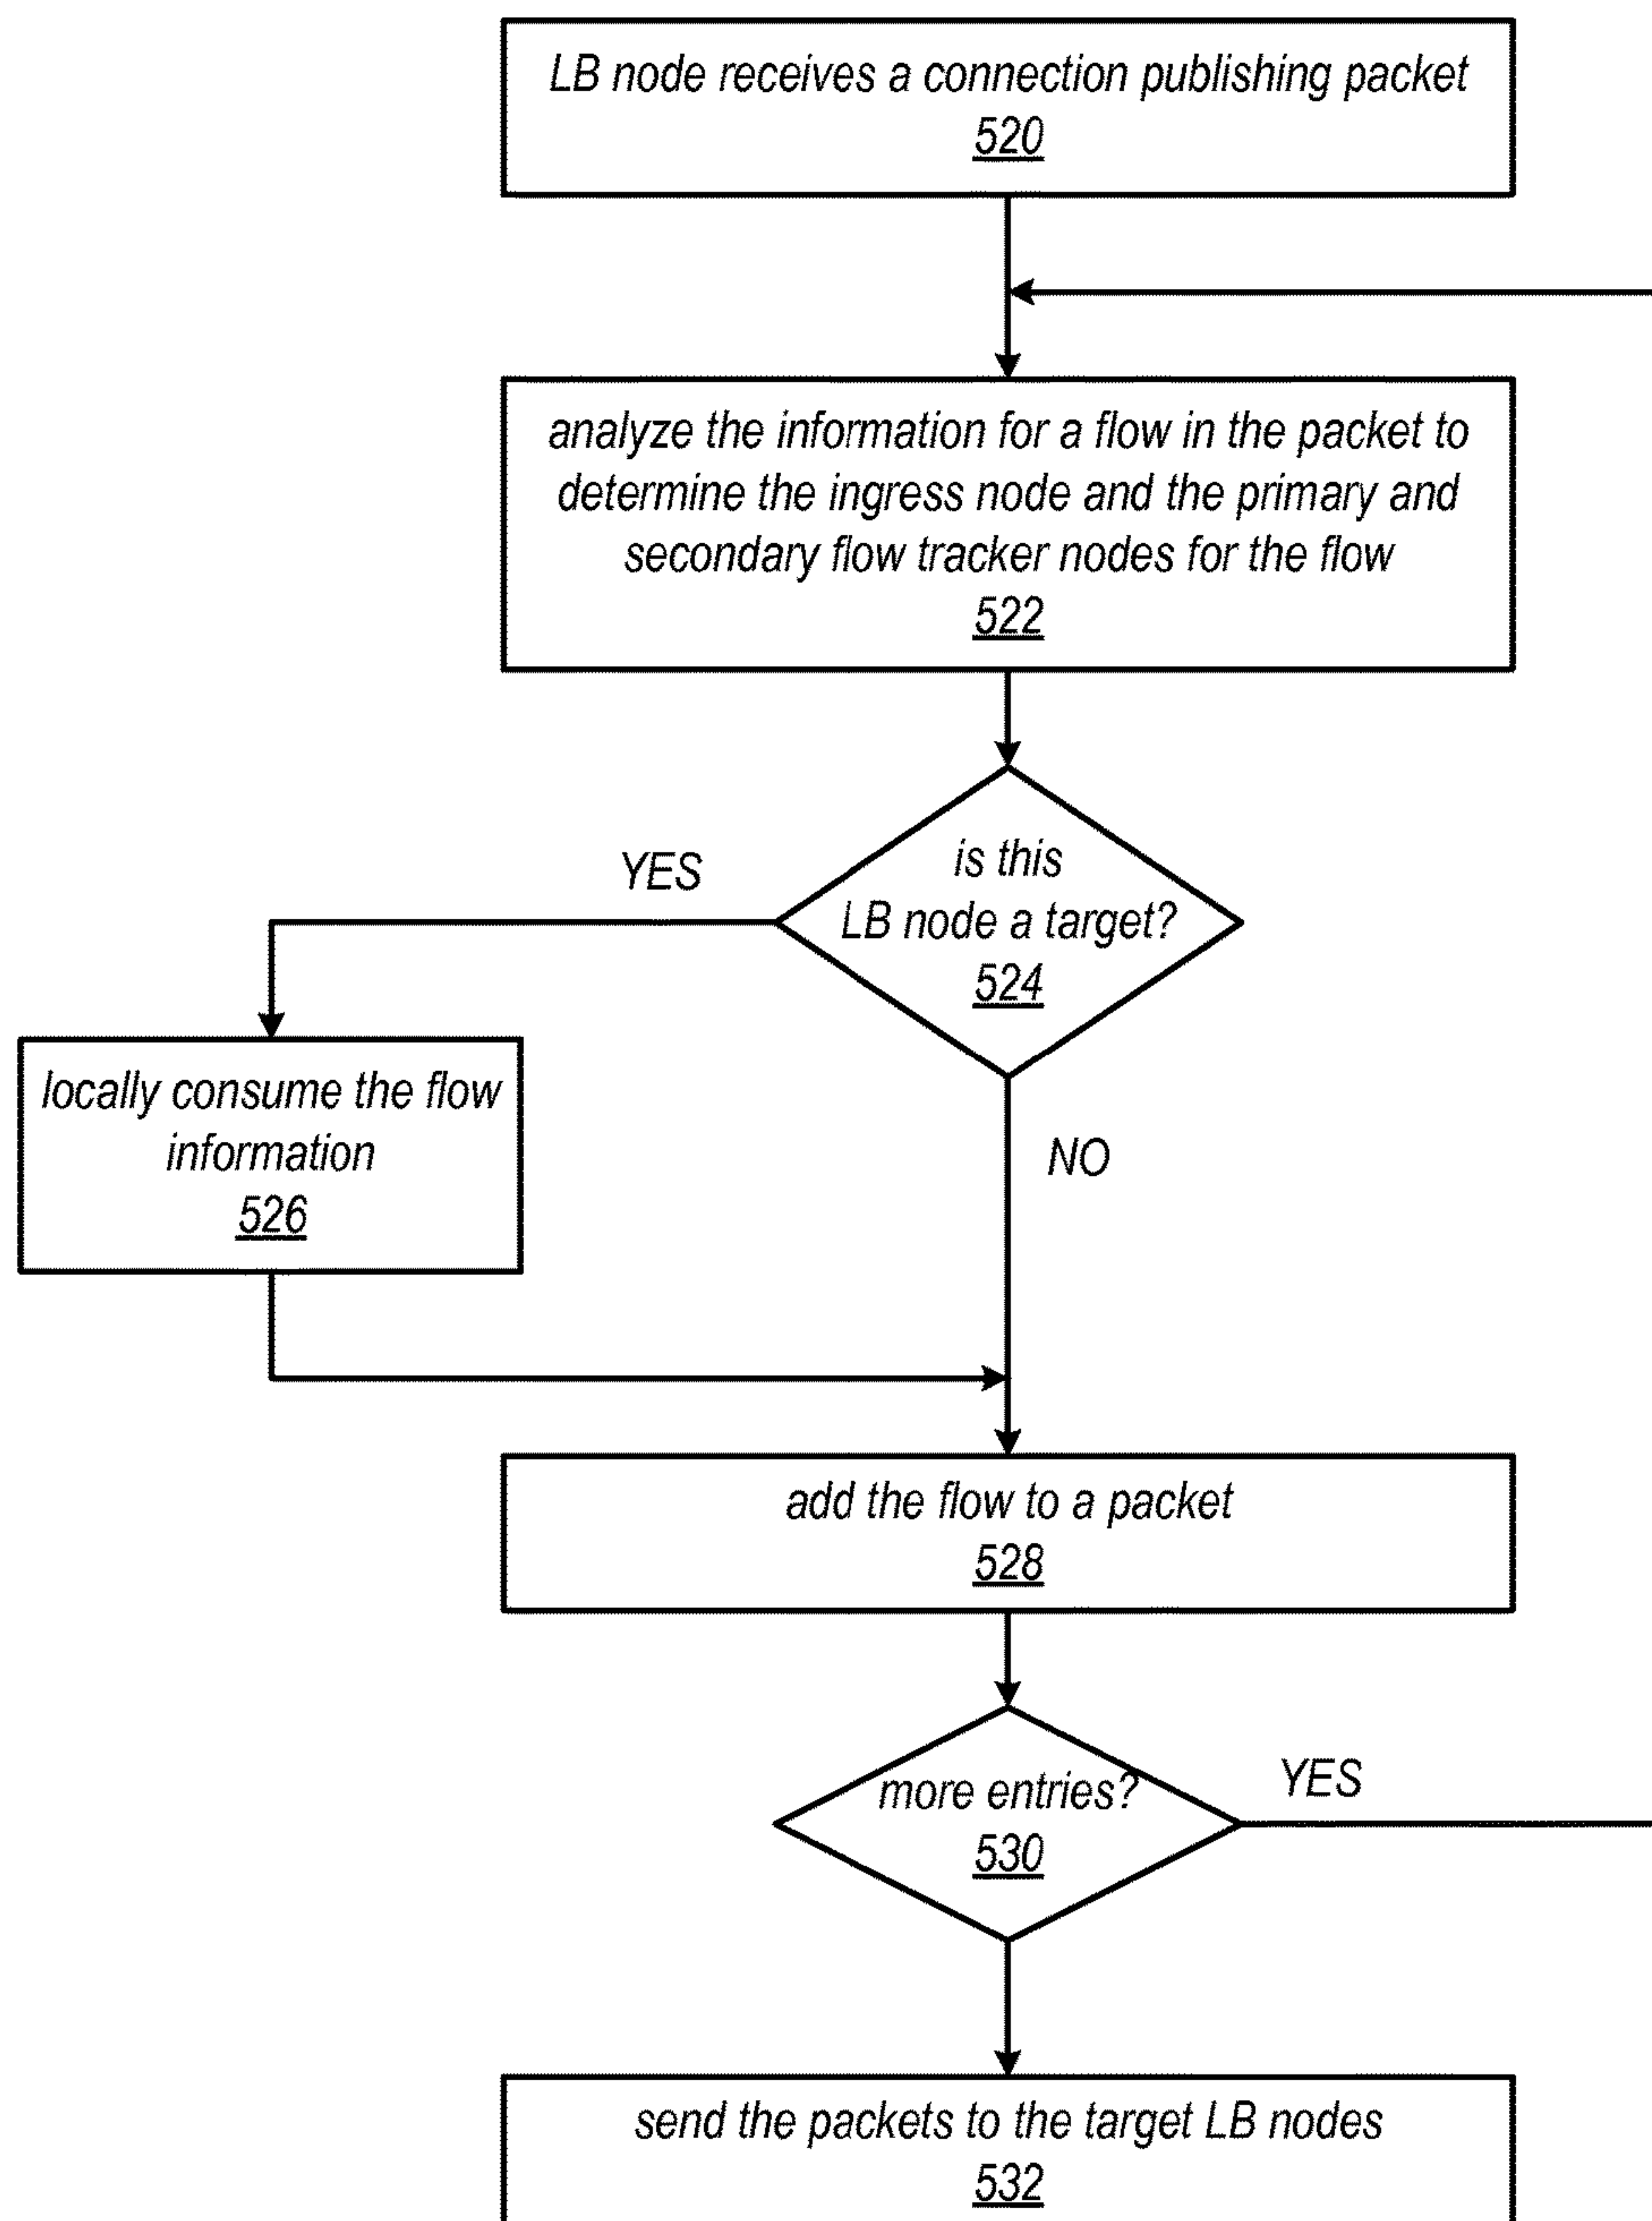 LB node receives a connection publishing packet
520
analyze the information for a flow in the packet to
determine the ingress node and the primary and
secondary flow tracker nodes for the flow
522
is this
LB node a target?
524
YES
locally consume the flow
information
526
NO
add the flow to a packet
528
more entries?
530
YES
send the packets to the target LB nodes
532